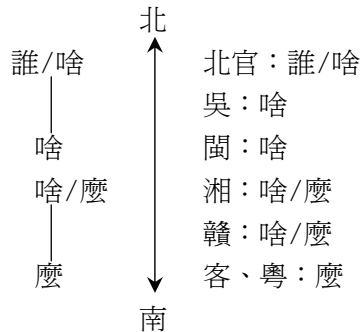 北
誰/啥 北官：誰/啥
吳：啥
啥 閩：啥
啥/麼 湘：啥/麼
贛：啥/麼
麼 客、粵：麼
南